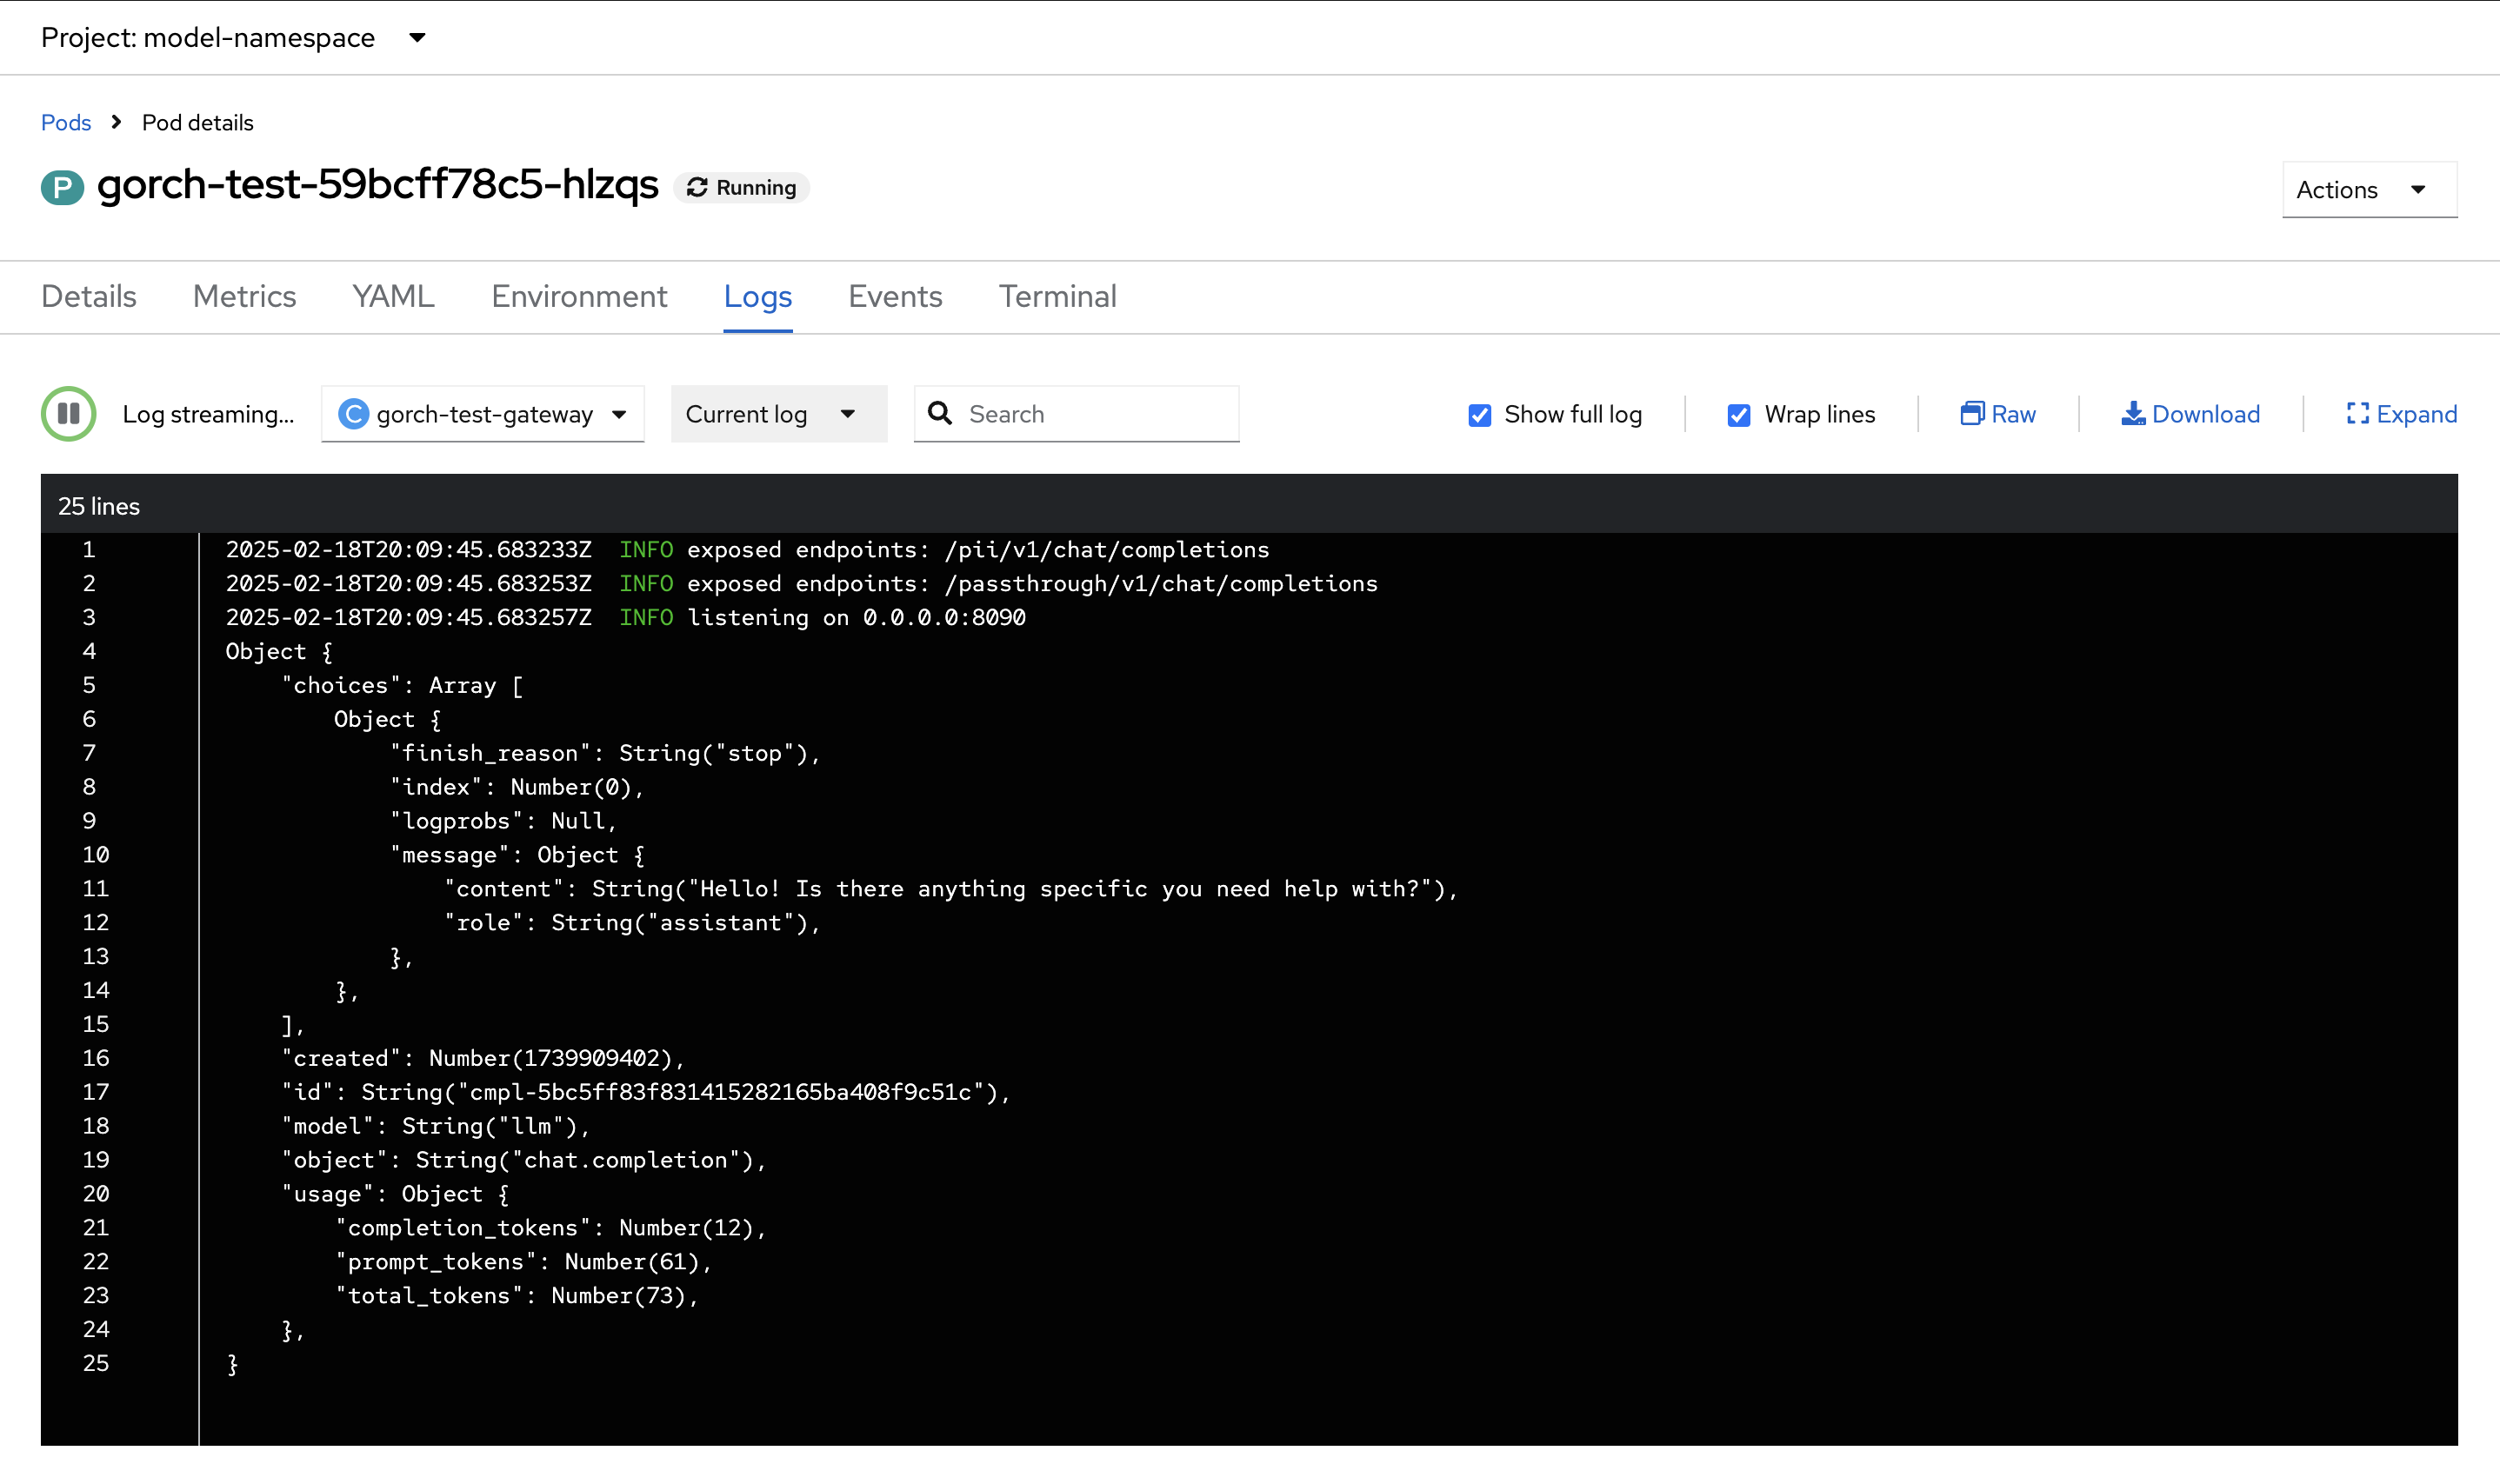 Project: model-namespace
Pods > Pod details
P gorch-test-59bcff78c5-hlzqs Running
Actions
Details Metrics YAML Environment Logs Events Terminal
Log streaming... C gorch-test-gateway Current log Search Show full log Wrap lines Raw Download Expand
25 lines
1 2025-02-18T20:09:45.683233Z  INFO exposed endpoints: /pii/v1/chat/completions
2 2025-02-18T20:09:45.683253Z  INFO exposed endpoints: /passthrough/v1/chat/completions
3 2025-02-18T20:09:45.683257Z  INFO listening on 0.0.0.0:8090
4 Object {
5     "choices": Array [
6         Object {
7             "finish_reason": String("stop"),
8             "index": Number(0),
9             "logprobs": Null,
10             "message": Object {
11                 "content": String("Hello! Is there anything specific you need help with?"),
12                 "role": String("assistant"),
13             },
14         },
15     ],
16     "created": Number(1739909402),
17     "id": String("cmpl-5bc5ff83f831415282165ba408f9c51c"),
18     "model": String("llm"),
19     "object": String("chat.completion"),
20     "usage": Object {
21         "completion_tokens": Number(12),
22         "prompt_tokens": Number(61),
23         "total_tokens": Number(73),
24     },
25 }